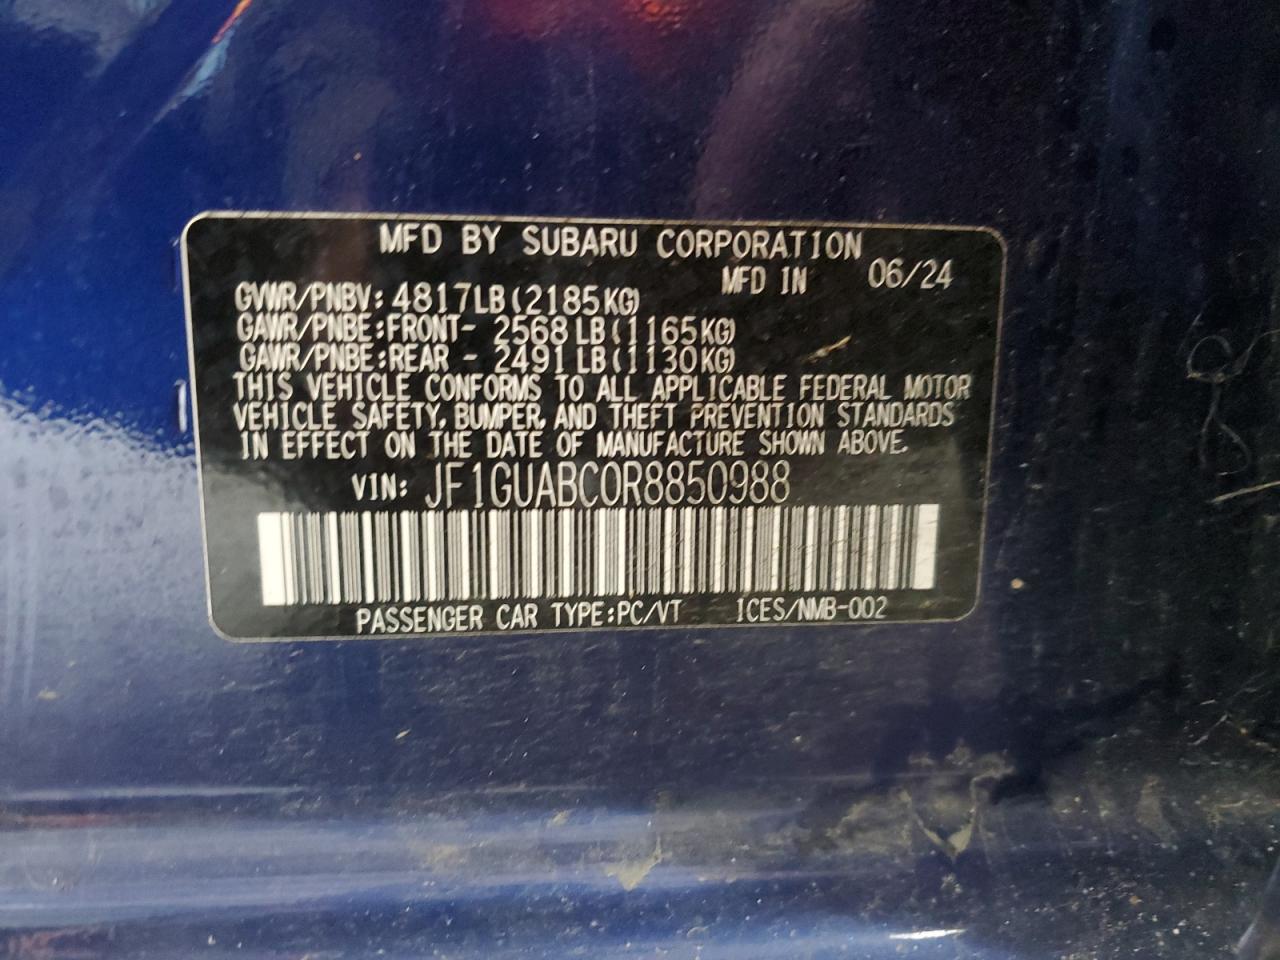 MFD BY SUBARU CORPORATION
MFD IN 06/24
GVWR/PNBV: 4817LB(2185KG)
GAWR/PNBE:FRONT- 2568LB(1165KG)
GAWR/PNBE:REAR - 2491LB(1130KG)
THIS VEHICLE CONFORMS TO ALL APPLICABLE FEDERAL MOTOR
VEHICLE SAFETY, BUMPER, AND THEFT PREVENTION STANDARDS
IN EFFECT ON THE DATE OF MANUFACTURE SHOWN ABOVE.
VIN: JF1GUABC0R8850988
PASSENGER CAR TYPE:PC/VT ICES/NMB-002